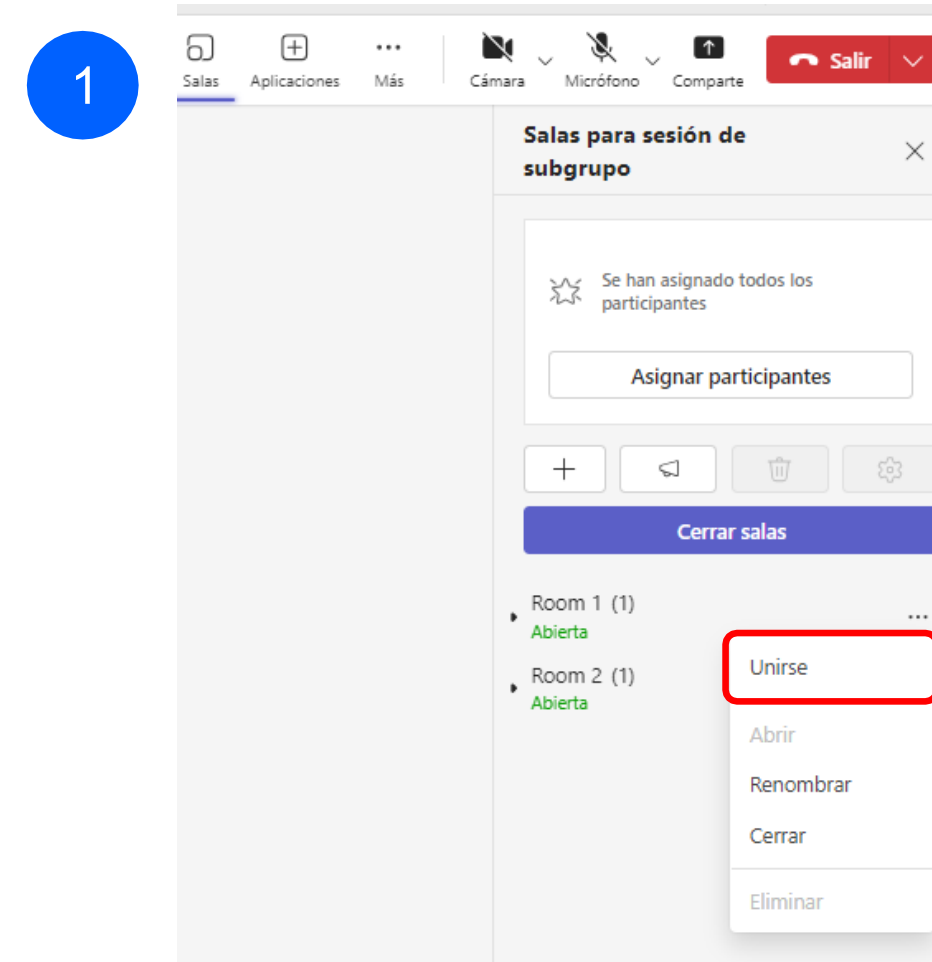 1
Salas
Aplicaciones
Más
Cámara
Micrófono
Comparte
Salir
Salas para sesión de
subgrupo
Se han asignado todos los
participantes
Asignar participantes
Cerrar salas
Room 1 (1)
Abierta
Room 2 (1)
Abierta
Unirse
Abrir
Renombrar
Cerrar
Eliminar